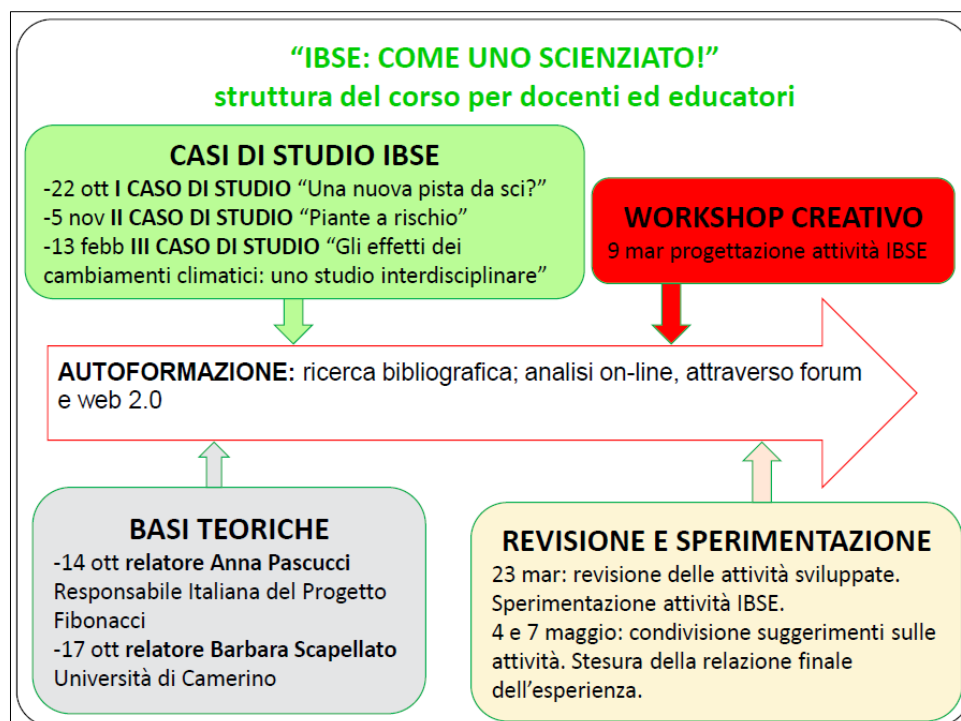 “IBSE: COME UNO SCIENZIATO!”
struttura del corso per docenti ed educatori
CASI DI STUDIO IBSE
-22 ott I CASO DI STUDIO “Una nuova pista da sci?”
-5 nov II CASO DI STUDIO “Piante a rischio”
-13 febb III CASO DI STUDIO “Gli effetti dei
cambiamenti climatici: uno studio interdisciplinare”
WORKSHOP CREATIVO
9 mar progettazione attività IBSE
AUTOFORMAZIONE: ricerca bibliografica; analisi on-line, attraverso forum
e web 2.0
BASI TEORICHE
-14 ott relatore Anna Pascucci
Responsabile Italiana del Progetto
Fibonacci
-17 ott relatore Barbara Scapellato
Università di Camerino
REVISIONE E SPERIMENTAZIONE
23 mar: revisione delle attività sviluppate.
Sperimentazione attività IBSE.
4 e 7 maggio: condivisione suggerimenti sulle
attività. Stesura della relazione finale
dell’esperienza.